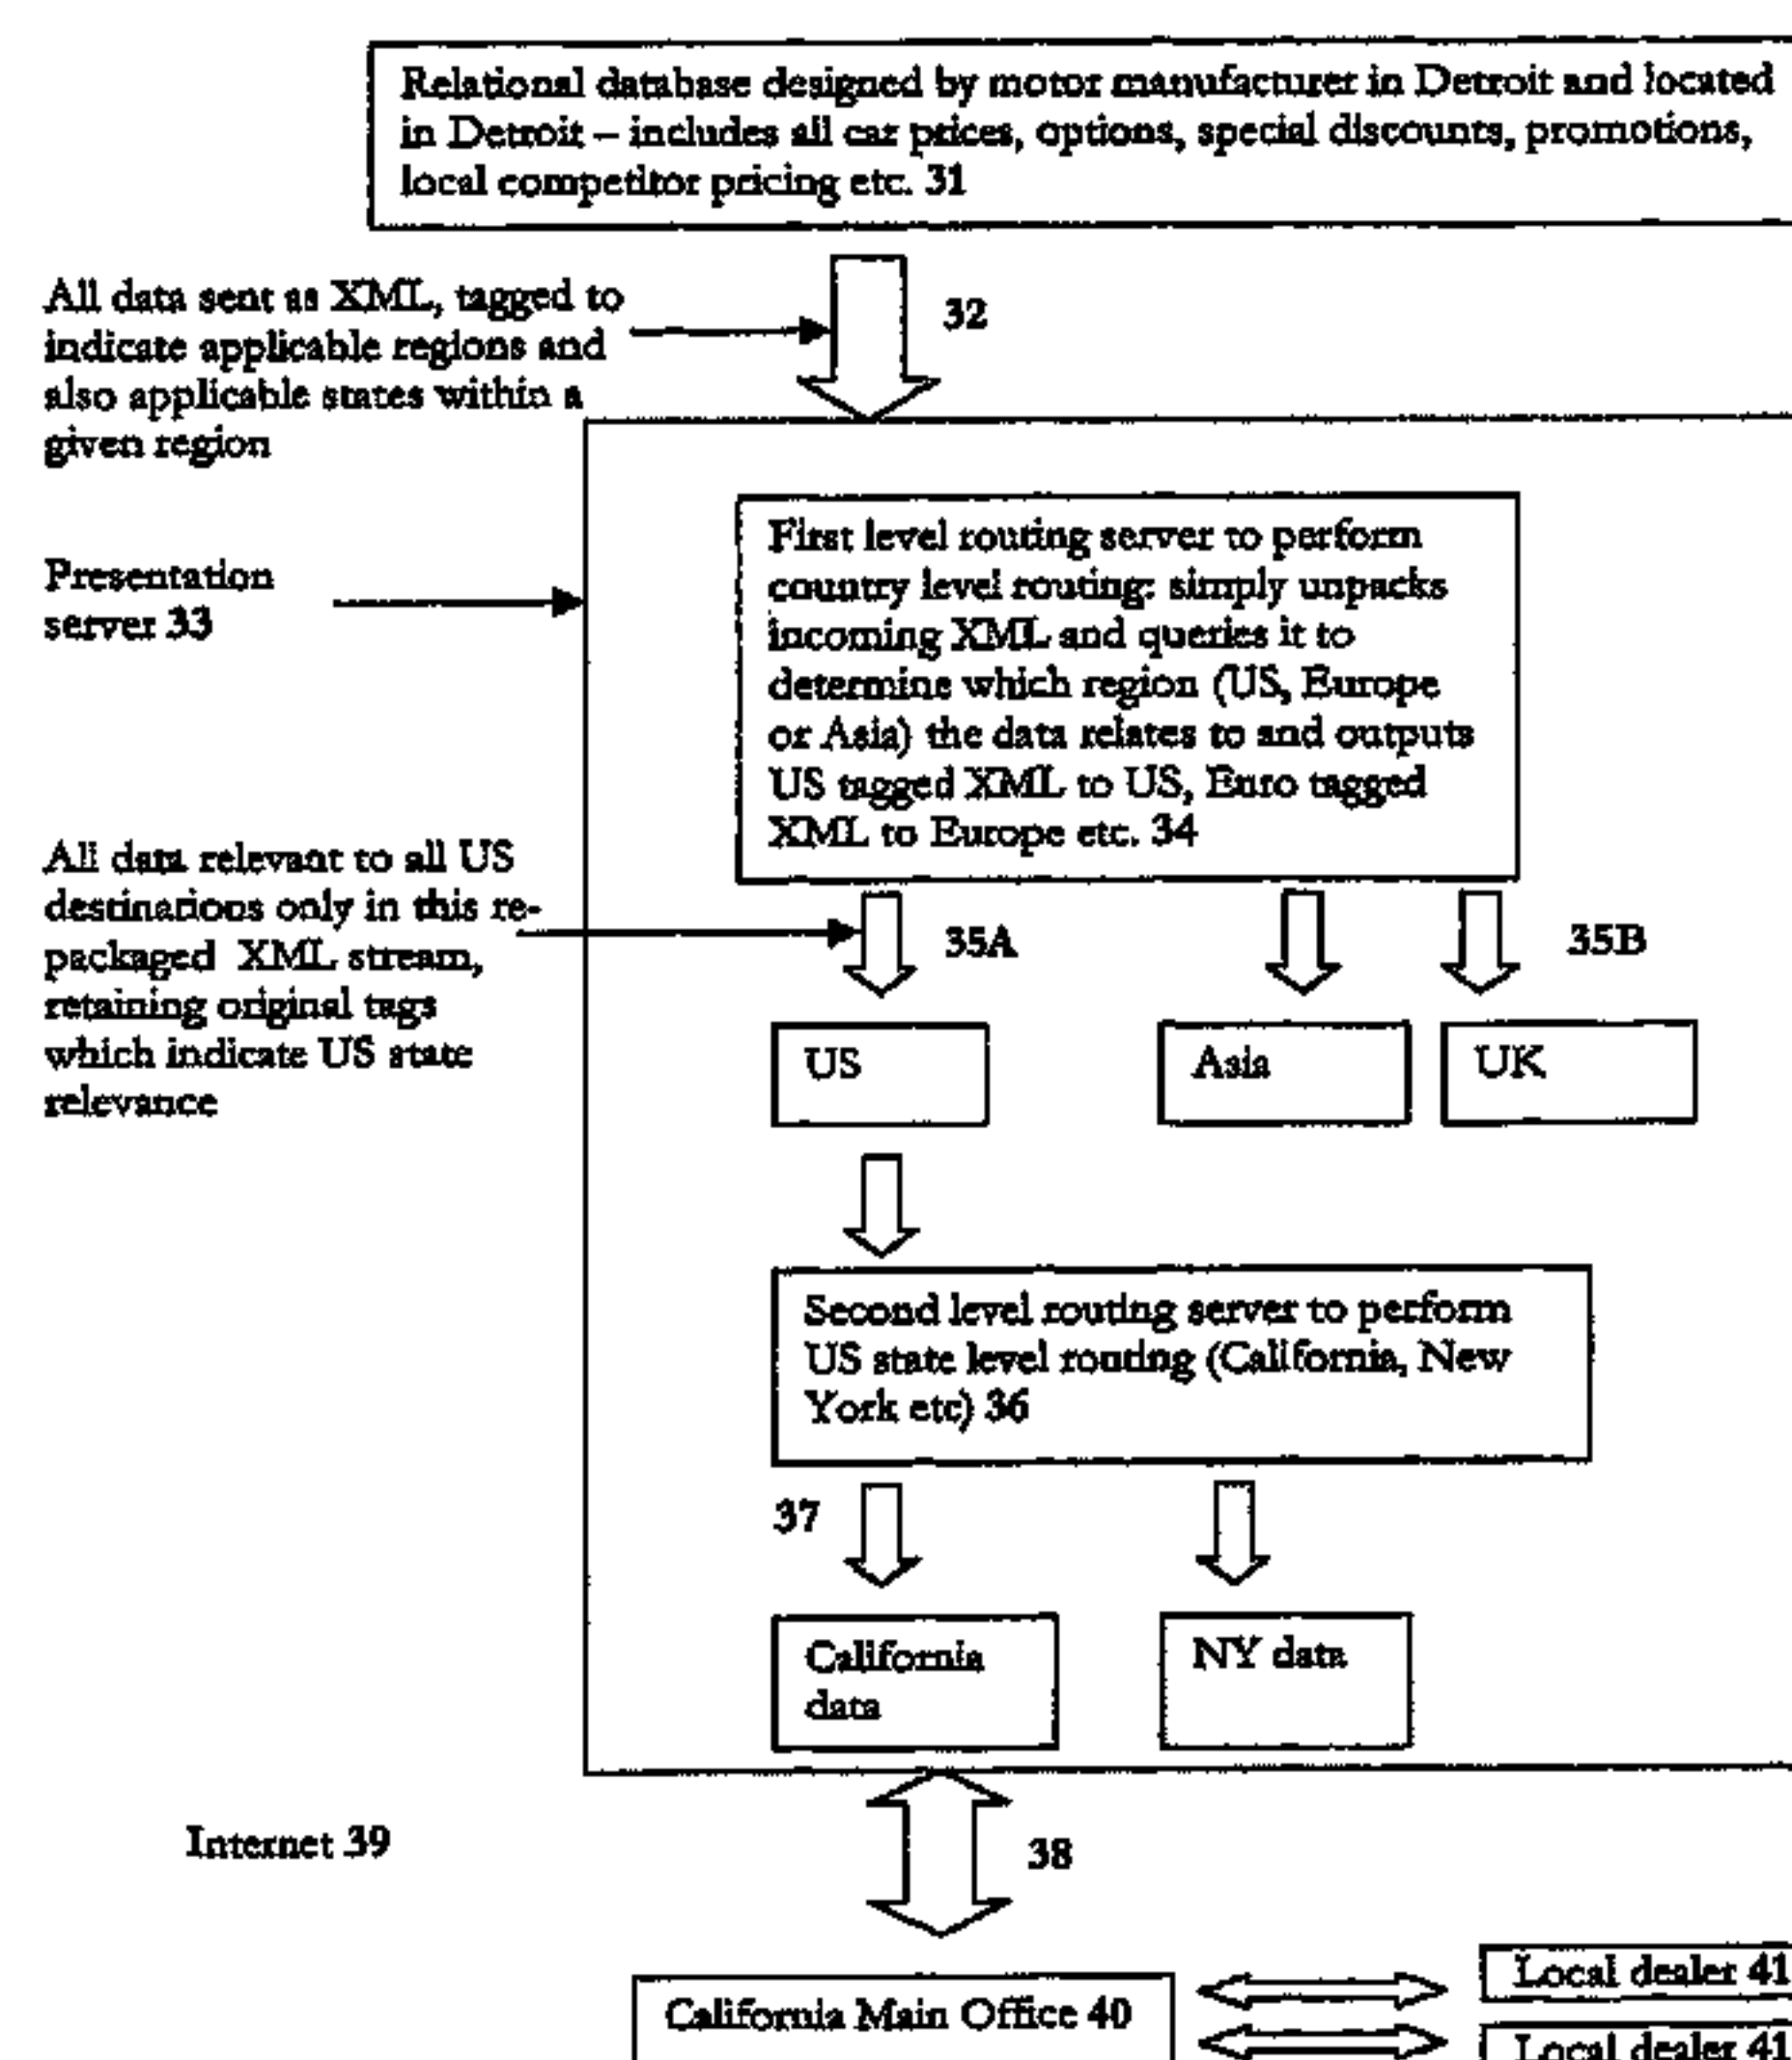 Relational database designed by motor manufacturer in Detroit and located
in Detroit – includes all car prices, options, special discounts, promotions,
local competitor pricing etc. 31
All data sent as XML, tagged to
indicate applicable regions and
also applicable states within a
given region
32
Presentation
server 33
First level routing server to perform
country level routing: simply unpacks
incoming XML and queries it to
determine which region (US, Europe
or Asia) the data relates to and outputs
US tagged XML to US, Euro tagged
XML to Europe etc. 34
All data relevant to all US
destinations only in this re-
packaged XML stream,
retaining original tags
which indicate US state
relevance
35A
35B
US
Asia
UK
Second level routing server to perform
US state level routing (California, New
York etc) 36
37
California
data
NY data
Internet 39
38
California Main Office 40
Local dealer 41
Local dealer 41